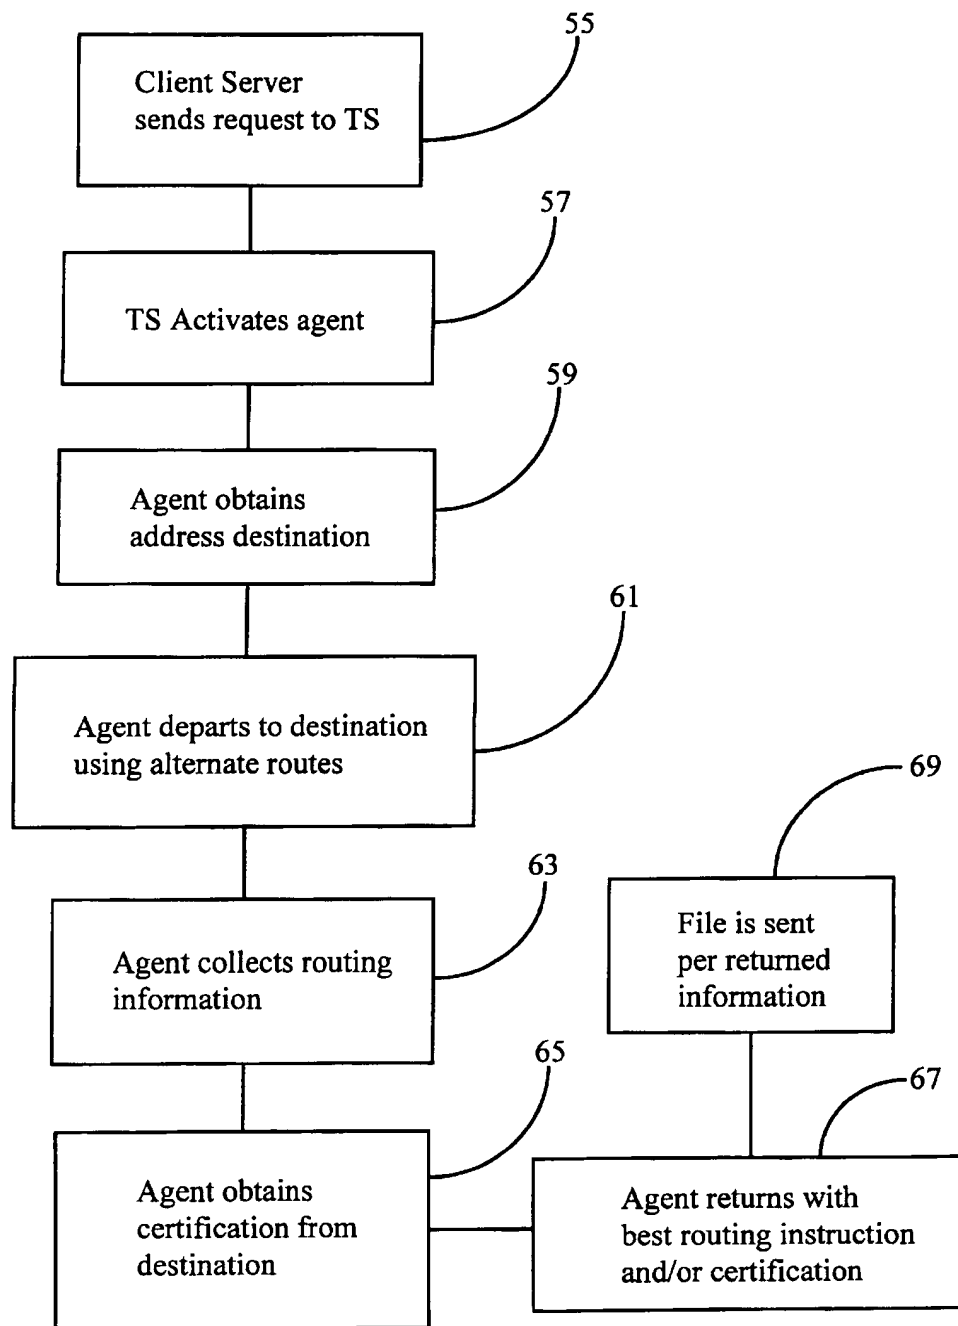 55
Client Server
sends request to TS
57
TS Activates agent
59
Agent obtains
address destination
61
Agent departs to destination
using alternate routes
63
Agent collects routing
information
65
Agent obtains
certification from
destination
67
Agent returns with
best routing instruction
and/or certification
69
File is sent
per returned
information